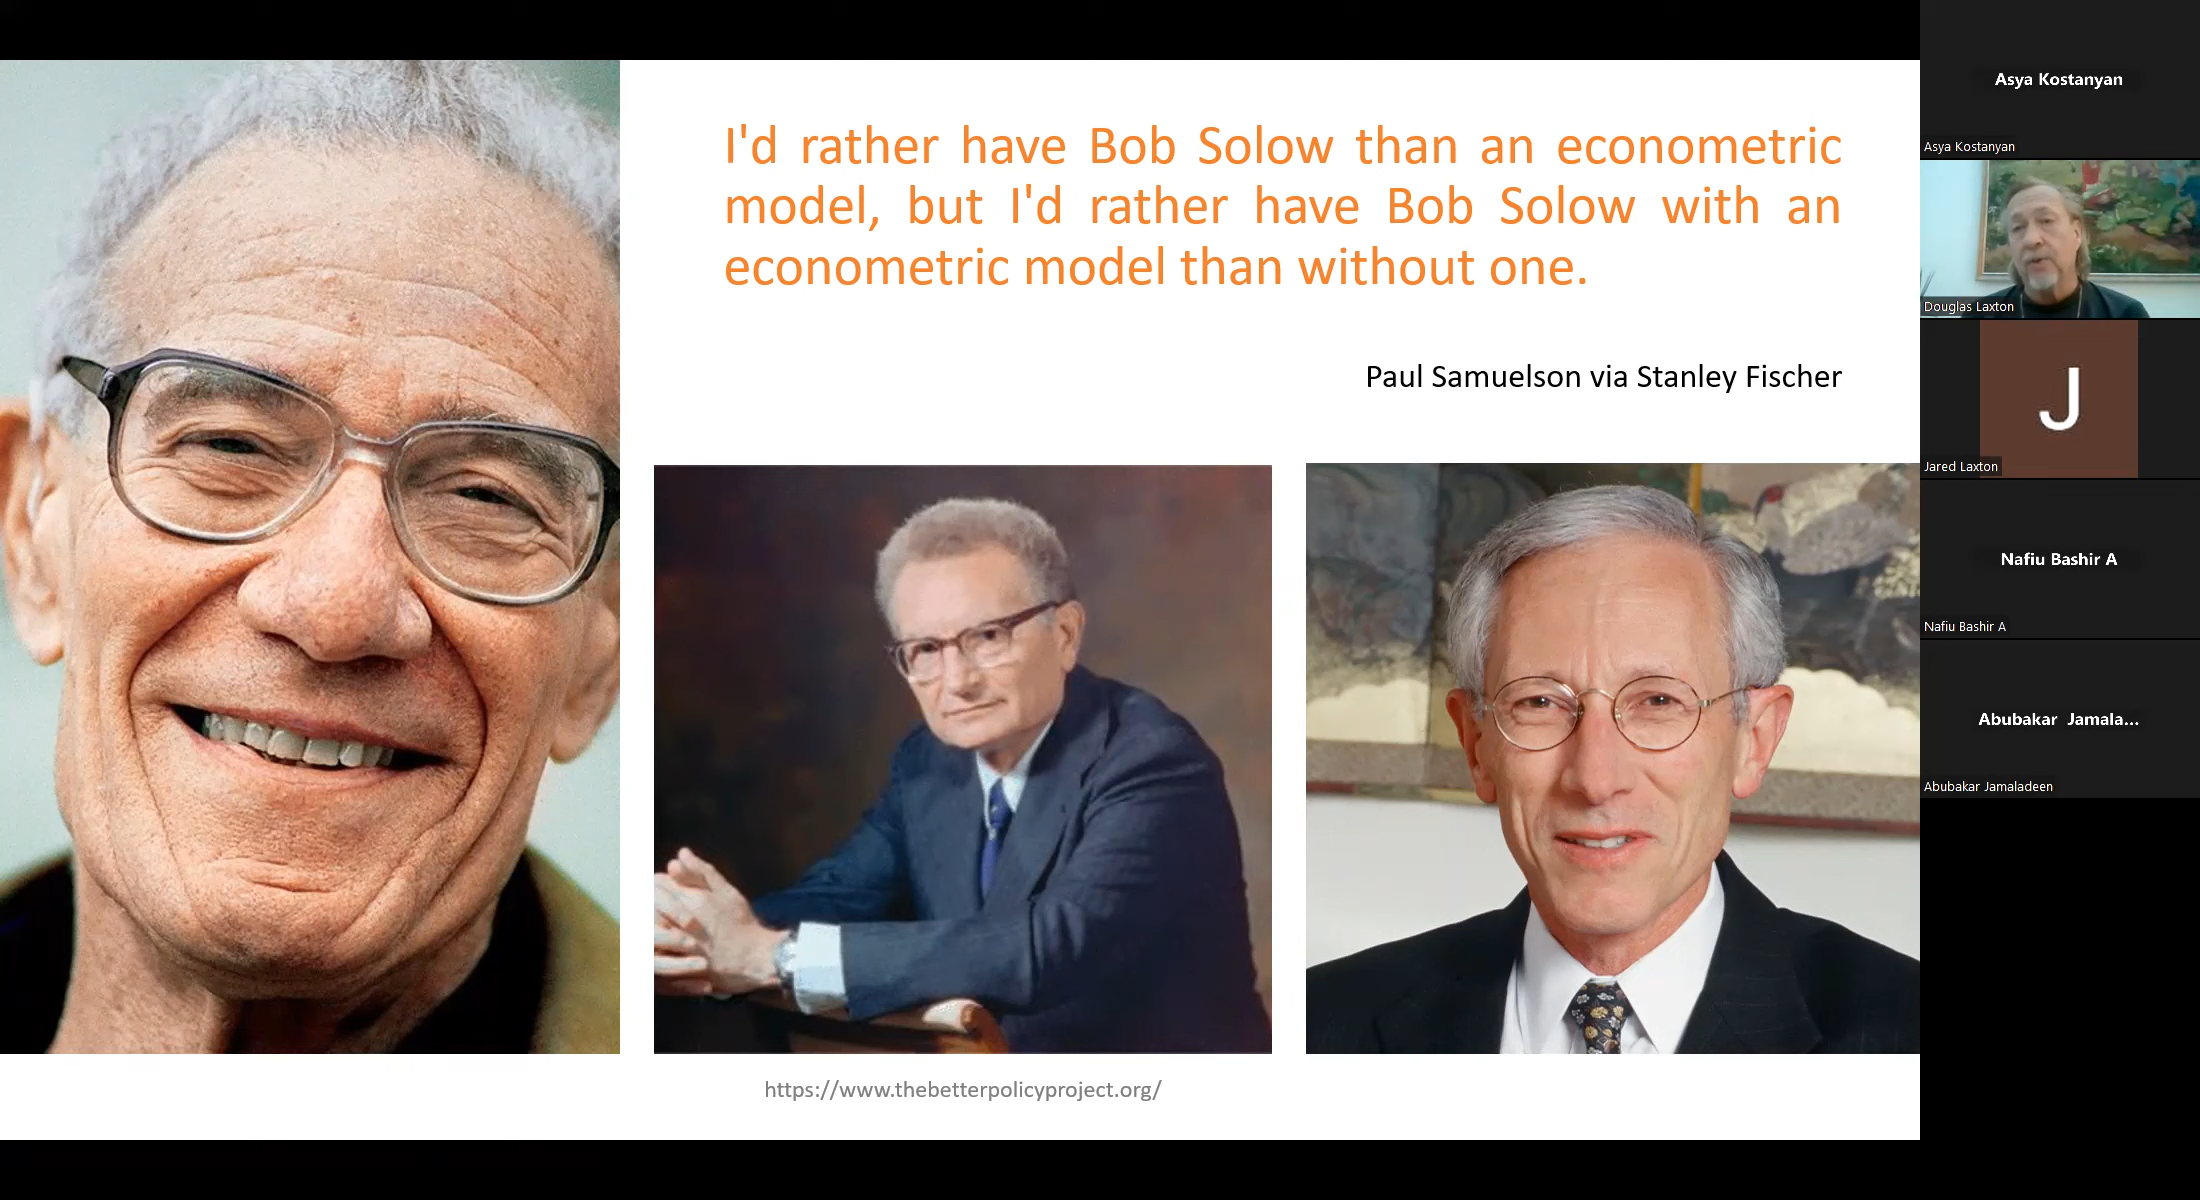 I'd rather have Bob Solow than an econometric
model, but I'd rather have Bob Solow with an
econometric model than without one.
Paul Samuelson via Stanley Fischer
https://www.thebetterpolicyproject.org/
Asya Kostanyan
Asya Kostanyan
Douglas Laxton
J
Jared Laxton
Nafiu Bashir A
Nafiu Bashir A
Abubakar Jamala...
Abubakar Jamaladeen